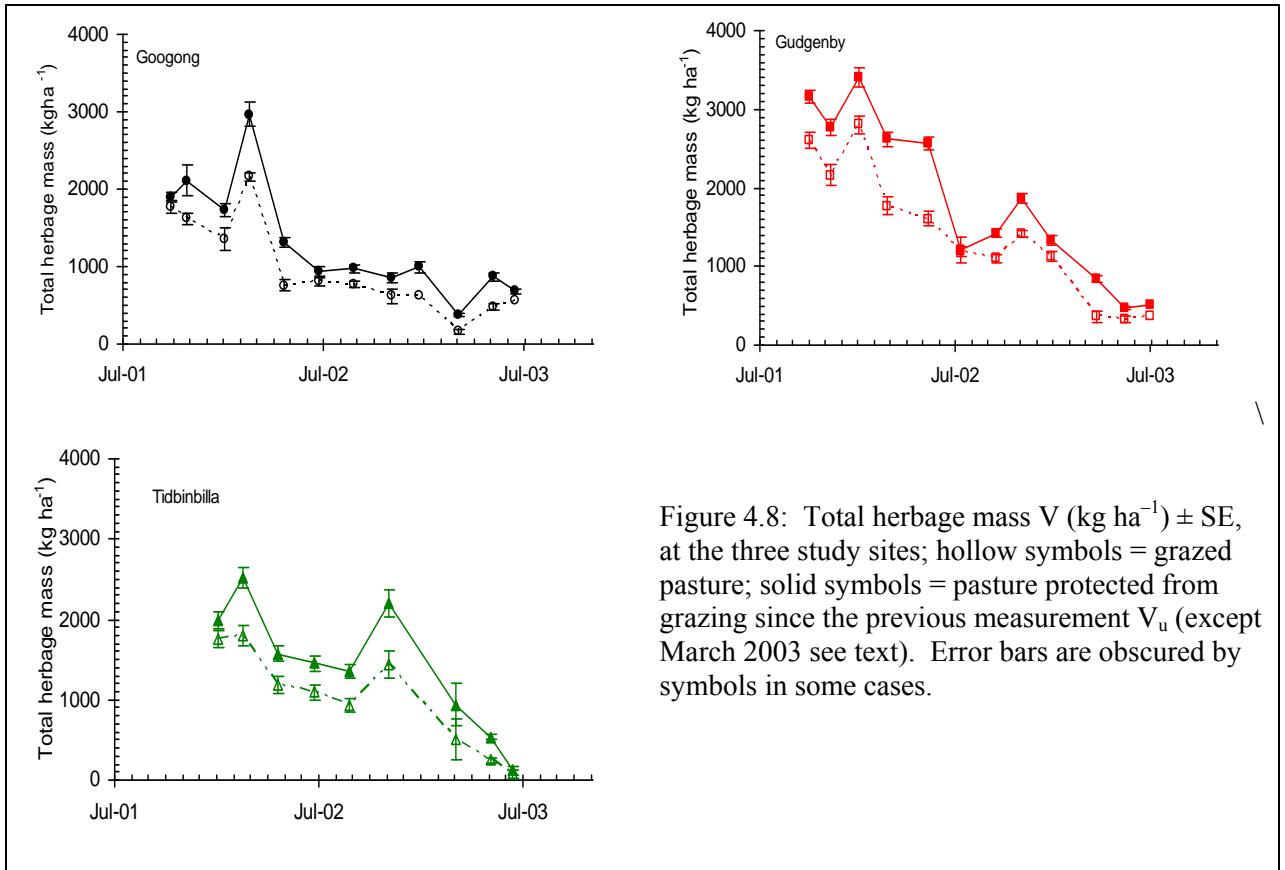 Googong
Total herbage mass (kgha⁻¹)
4000
3000
2000
1000
0
Jul-01 Jul-02 Jul-03
Gudgenby
Total herbage mass (kg ha⁻¹)
4000
3000
2000
1000
0
Jul-01 Jul-02 Jul-03
\
Tidbinbilla
Total herbage mass (kg ha⁻¹)
4000
3000
2000
1000
0
Jul-01 Jul-02 Jul-03
Figure 4.8: Total herbage mass V (kg ha⁻¹) ± SE,
at the three study sites; hollow symbols = grazed
pasture; solid symbols = pasture protected from
grazing since the previous measurement Vᵤ (except
March 2003 see text). Error bars are obscured by
symbols in some cases.